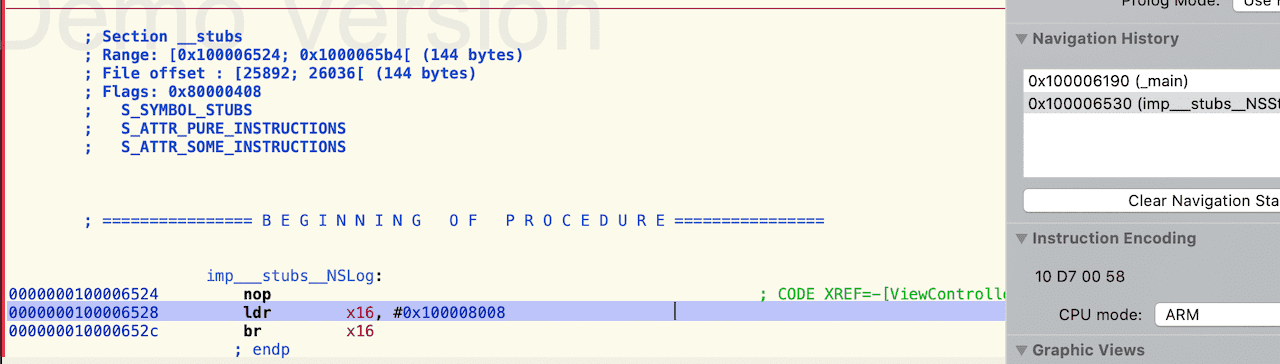 Demo Version
Prolog Mode:
; Section __stubs
; Range: [0x100006524; 0x1000065b4[ (144 bytes)
; File offset : [25892; 26036[ (144 bytes)
; Flags: 0x80000408
;   S_SYMBOL_STUBS
;   S_ATTR_PURE_INSTRUCTIONS
;   S_ATTR_SOME_INSTRUCTIONS
; ================ B E G I N N I N G   O F   P R O C E D U R E ================
imp___stubs__NSLog:
0000000100006524 nop ; CODE XREF=-[ViewControlle
0000000100006528 ldr x16, #0x100008008
000000010000652c br x16
; endp
Navigation History
0x100006190 (_main)
0x100006530 (imp___stubs__NSSt
Clear Navigation Sta
Instruction Encoding
10 D7 00 58
CPU mode: ARM
Graphic Views